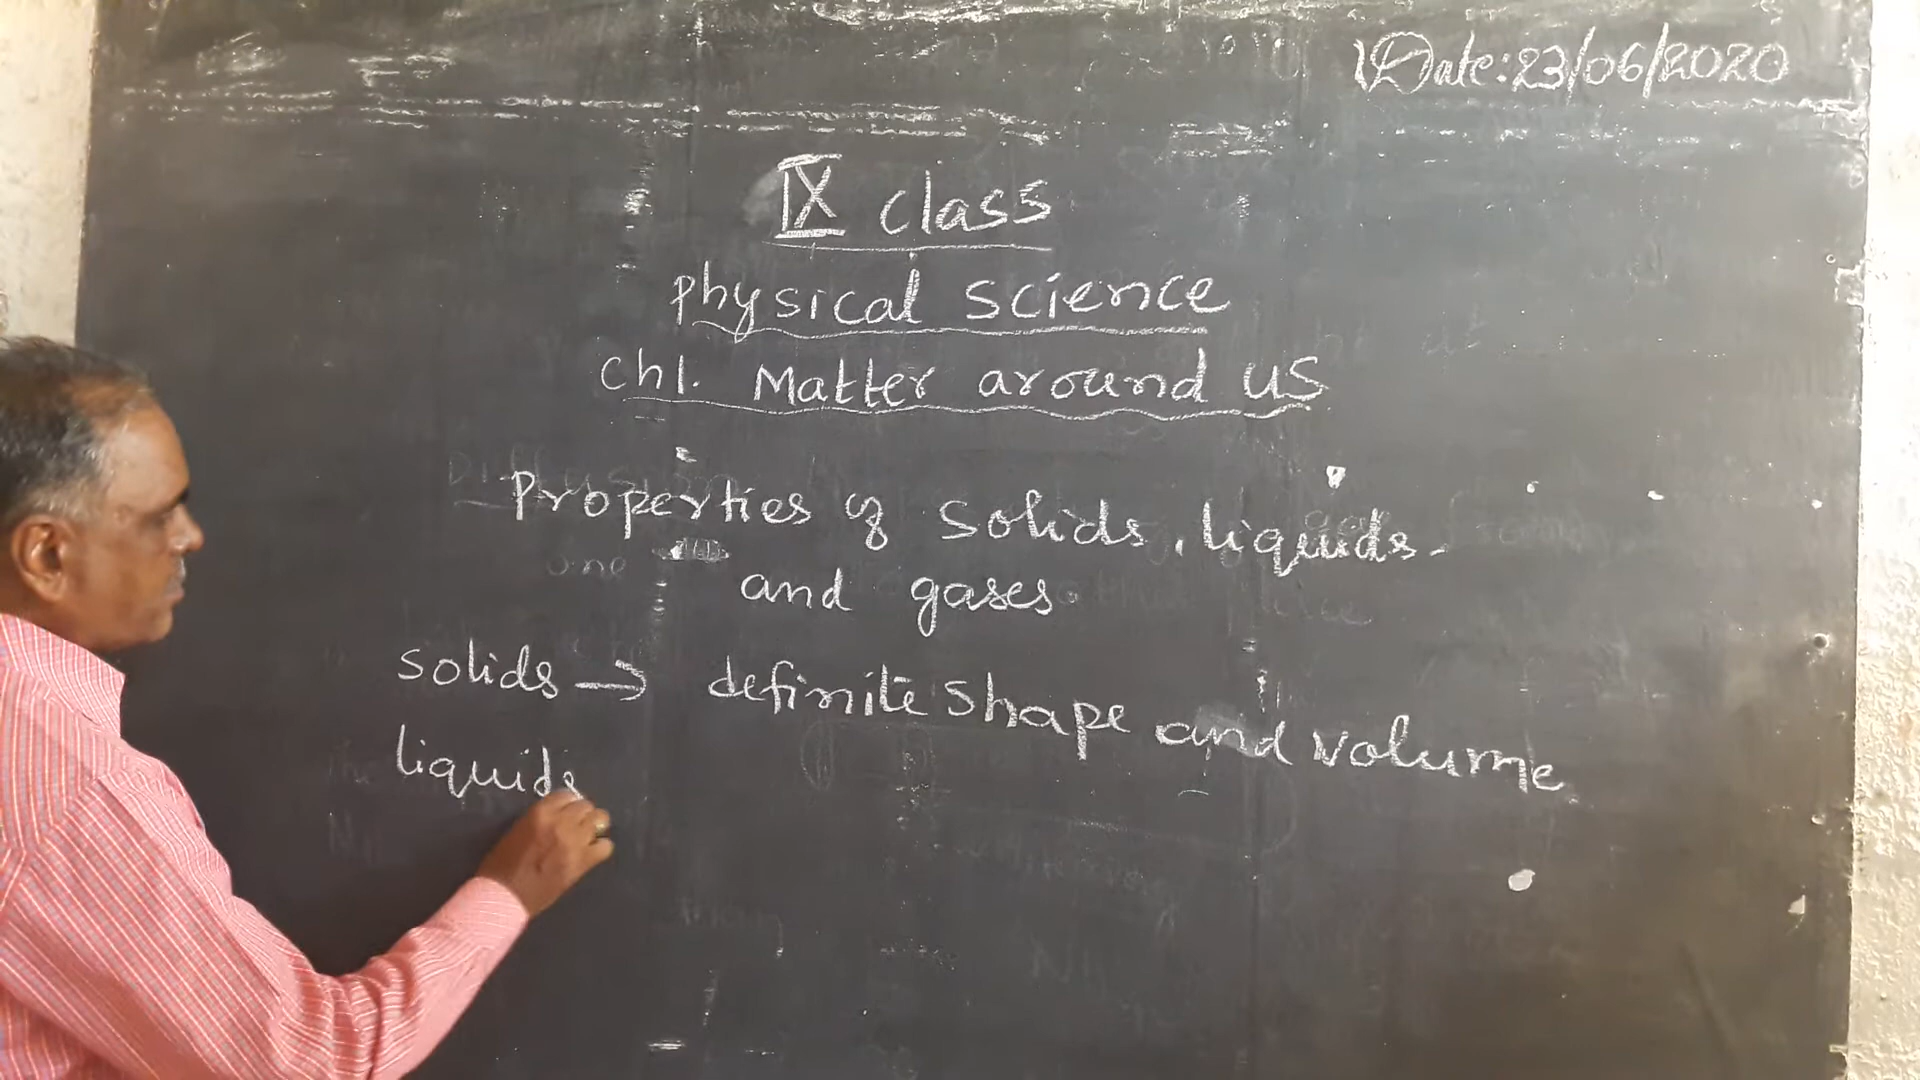 Date: 23/06/2020
IX class
physical science
ch1. Matter around us
Properties of solids, liquids
and gases.
solids → definite shape and volume
liquids